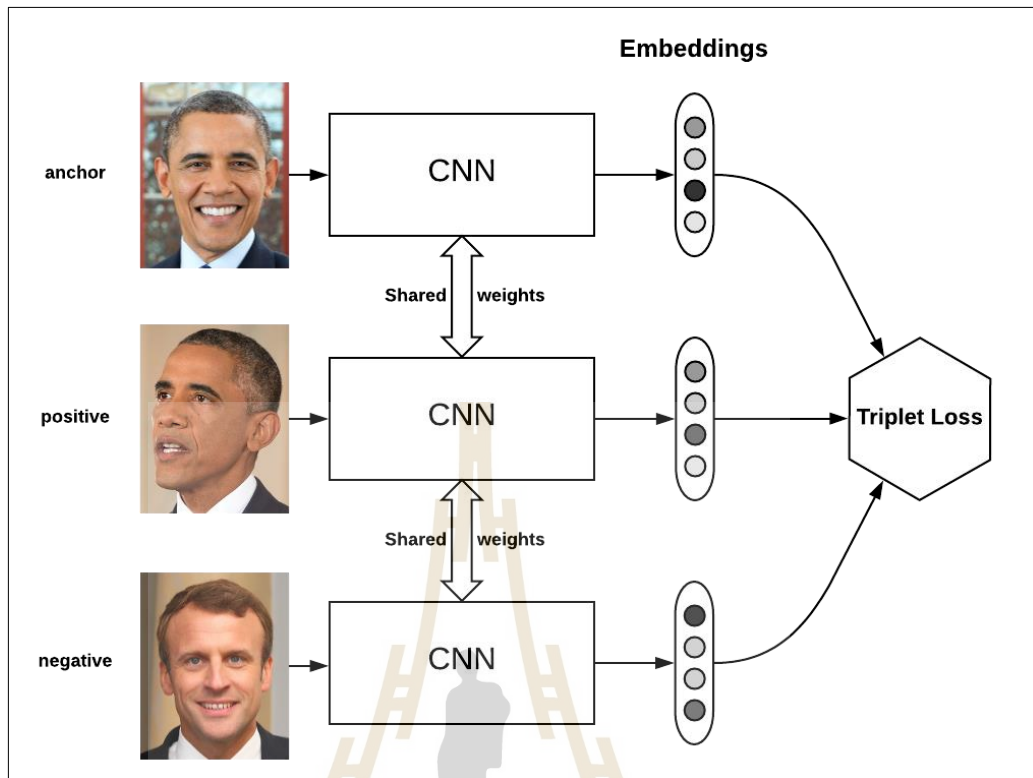 Embeddings
anchor
CNN
Shared weights
positive
CNN
Triplet Loss
Shared weights
negative
CNN